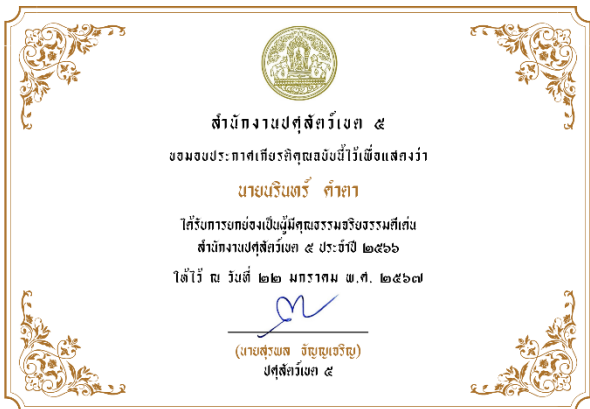 สำนักงานปศุสัตว์เขต ๕
ขอมอบประกาศเกียรติคุณฉบับนี้ไว้เพื่อแสดงว่า
นายนรินทร์ คำตา
ได้รับการยกย่องเป็นผู้มีคุณธรรมจริยธรรมดีเด่น
สำนักงานปศุสัตว์เขต ๕ ประจำปี ๒๕๖๖
ให้ไว้ ณ วันที่ ๒๒ มกราคม พ.ศ. ๒๕๖๗
(นายสุรพล ธัญญเจริญ)
ปศุสัตว์เขต ๕